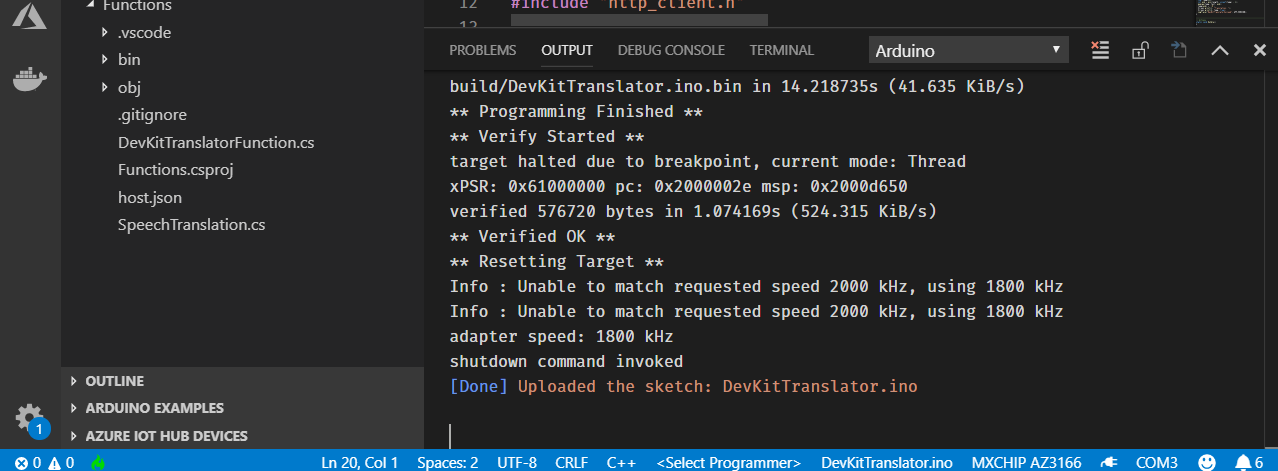 Functions
.vscode
bin
obj
.gitignore
DevKitTranslatorFunction.cs
Functions.csproj
host.json
SpeechTranslation.cs
OUTLINE
ARDUINO EXAMPLES
AZURE IOT HUB DEVICES
1
12 #include "http_client.h"
13
PROBLEMS OUTPUT DEBUG CONSOLE TERMINAL Arduino
build/DevKitTranslator.ino.bin in 14.218735s (41.635 KiB/s)
** Programming Finished **
** Verify Started **
target halted due to breakpoint, current mode: Thread
xPSR: 0x61000000 pc: 0x2000002e msp: 0x2000d650
verified 576720 bytes in 1.074169s (524.315 KiB/s)
** Verified OK **
** Resetting Target **
Info : Unable to match requested speed 2000 kHz, using 1800 kHz
Info : Unable to match requested speed 2000 kHz, using 1800 kHz
adapter speed: 1800 kHz
shutdown command invoked
[Done] Uploaded the sketch: DevKitTranslator.ino
0 0 Ln 20, Col 1 Spaces: 2 UTF-8 CRLF C++ <Select Programmer> DevKitTranslator.ino MXCHIP AZ3166 COM3 6